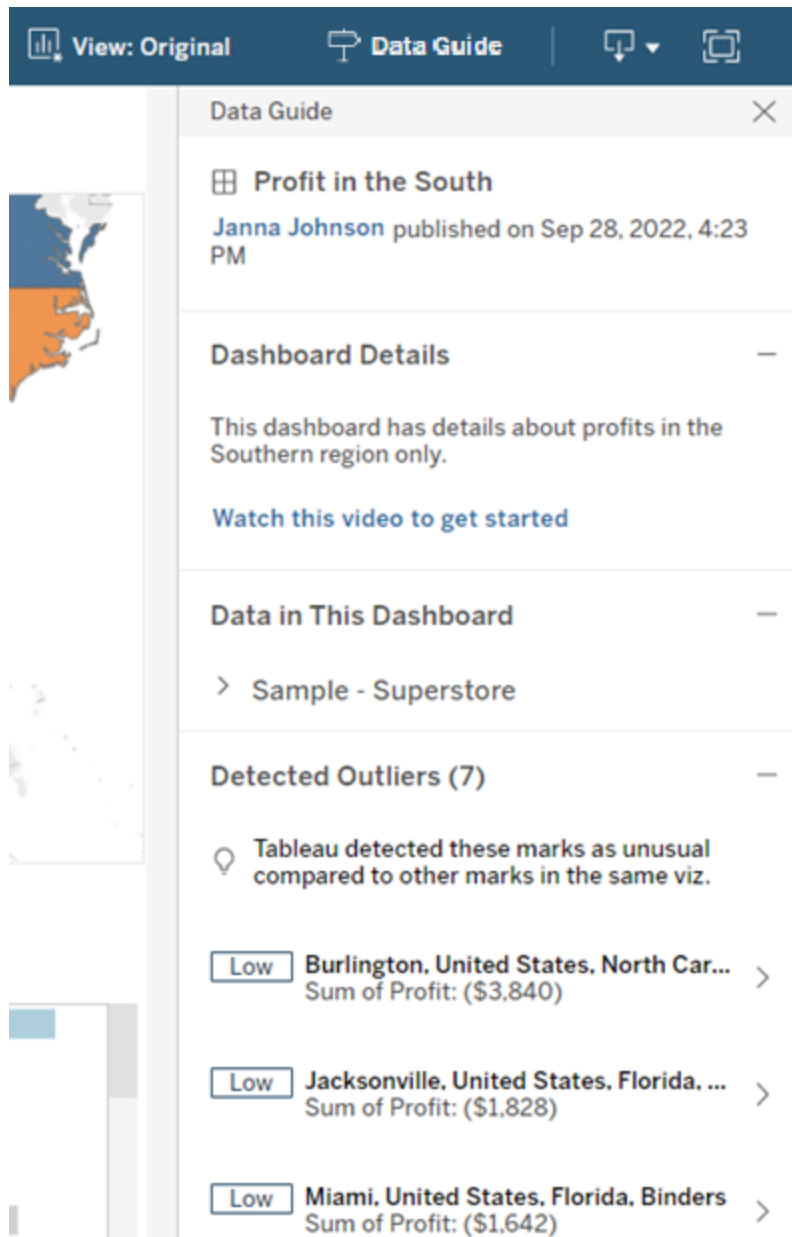 View: Original
Data Guide
Data Guide
Profit in the South
Janna Johnson published on Sep 28, 2022, 4:23
PM
Dashboard Details
This dashboard has details about profits in the
Southern region only.
Watch this video to get started
Data in This Dashboard
Sample - Superstore
Detected Outliers (7)
Tableau detected these marks as unusual
compared to other marks in the same viz.
Low Burlington, United States, North Car...
Sum of Profit: ($3,840)
Low Jacksonville, United States, Florida, ...
Sum of Profit: ($1,828)
Low Miami, United States, Florida, Binders
Sum of Profit: ($1,642)